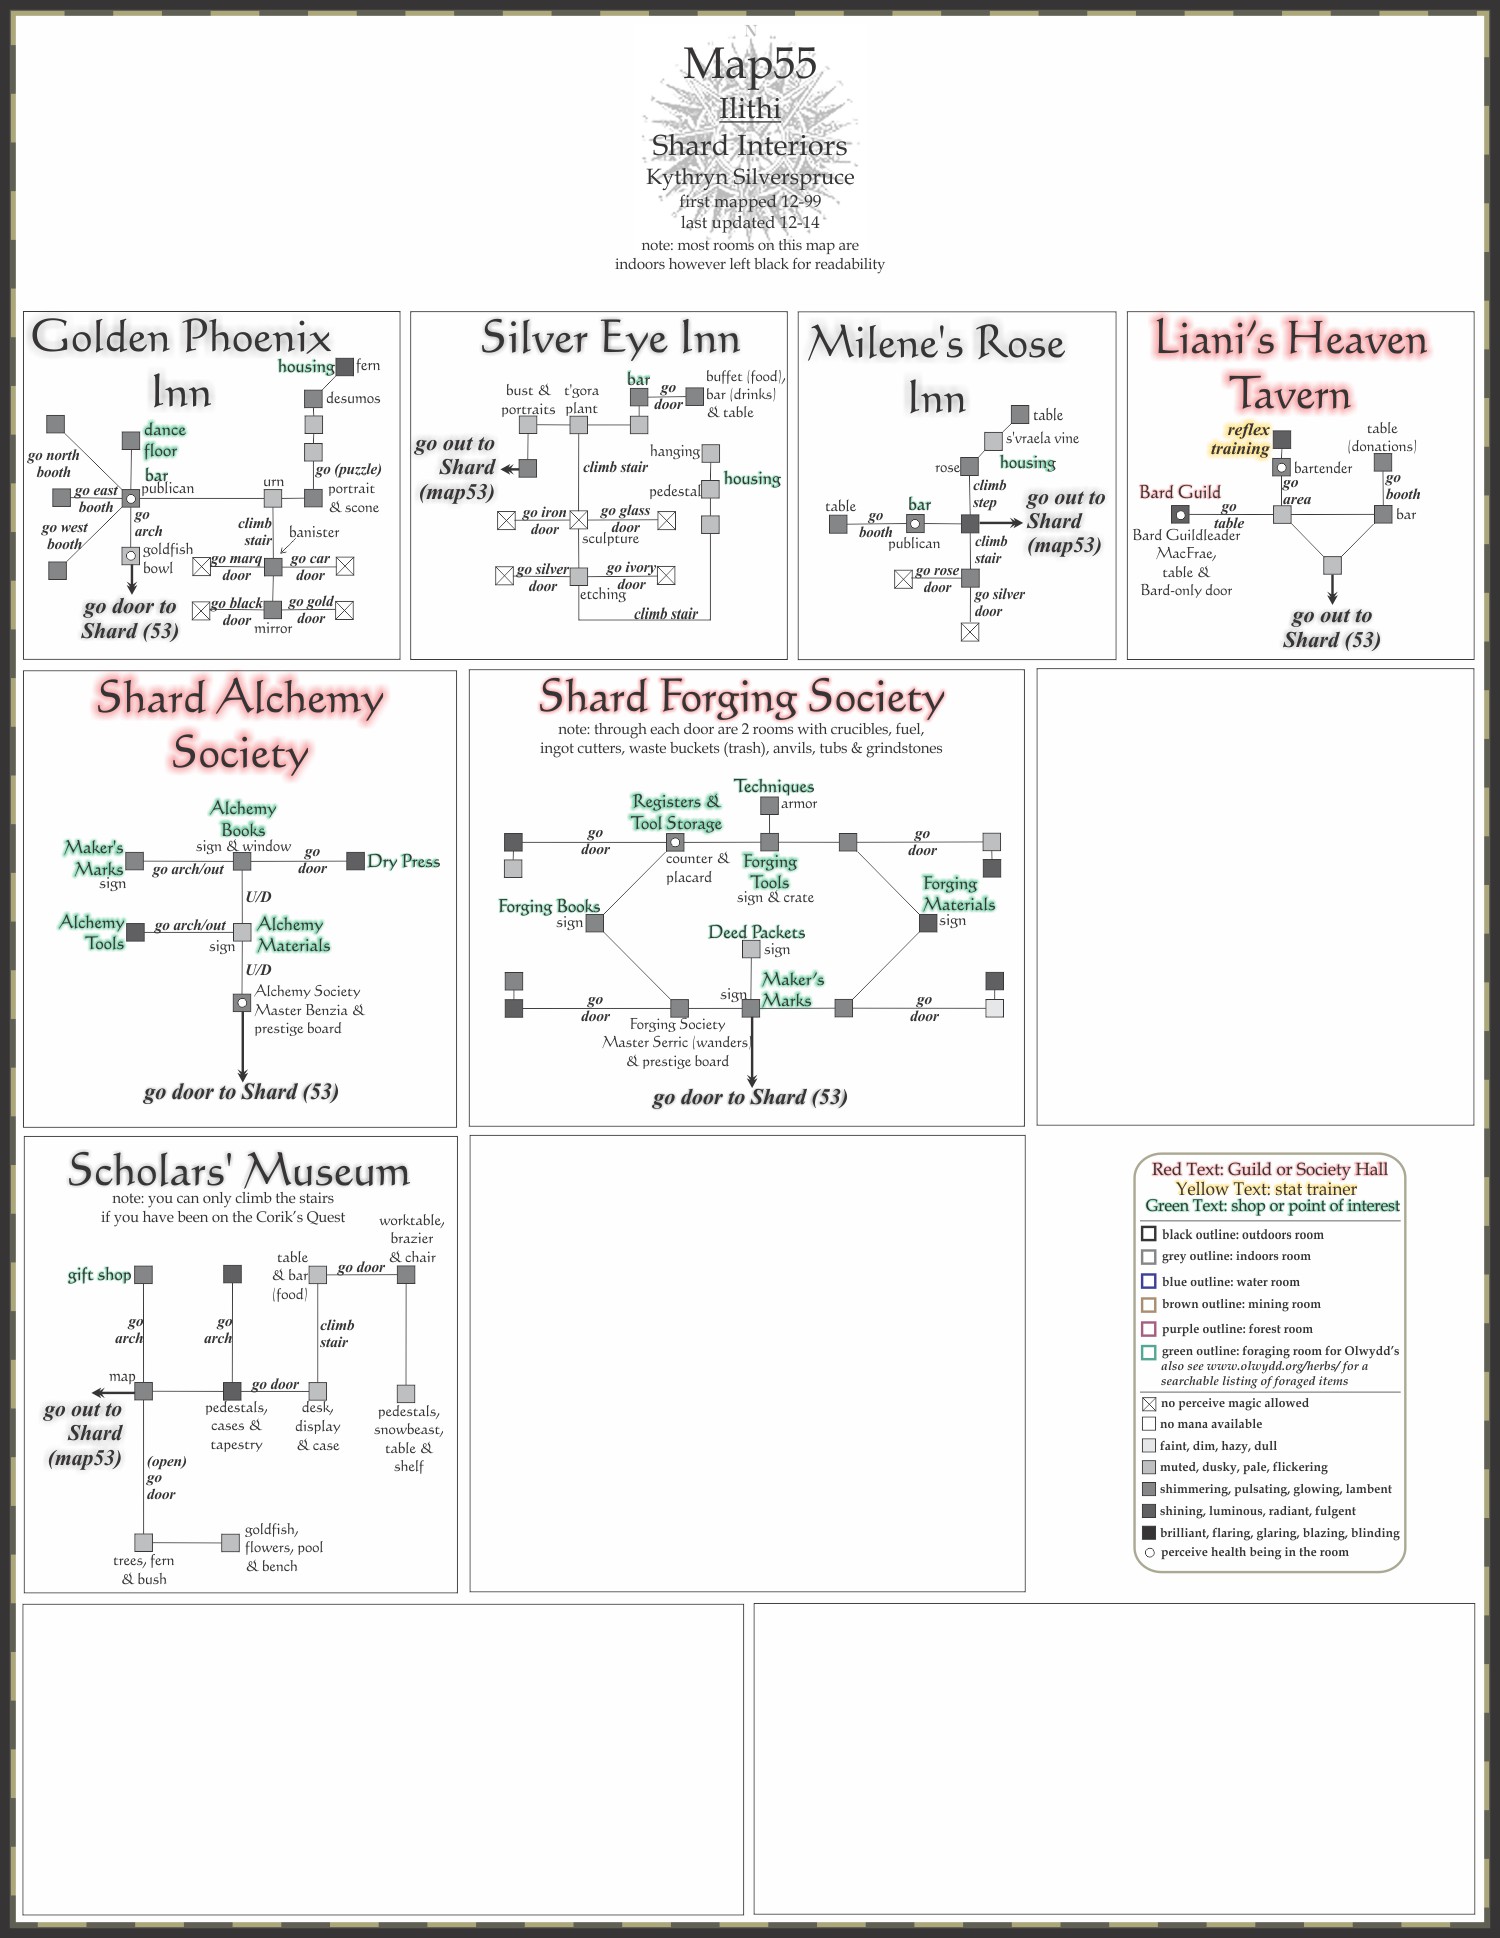 N
Map55
Ilithi
Shard Interiors
Kythryn Silverspruce
first mapped 12-99
last updated 12-14
note: most rooms on this map are
indoors however left black for readability
Golden Phoenix
Inn
housing
fern
desumos
dance
floor
go north
booth
bar
publican
go east
booth
urn
go (puzzle)
portrait
& scone
go west
booth
go
arch
climb
stair
banister
goldfish
bowl
go marq
door
go car
door
go door to
Shard (53)
go black
door
go gold
door
mirror
Silver Eye Inn
bust &
portraits
t'gora
plant
bar
go
door
buffet (food),
bar (drinks)
& table
go out to
Shard
(map53)
climb stair
hanging
housing
pedestal
go iron
door
go glass
door
sculpture
go silver
door
go ivory
door
etching
climb stair
Milene's Rose
Inn
table
s'vraela vine
rose
housing
climb
step
go out to
Shard
(map53)
table
go
booth
bar
publican
climb
stair
go rose
door
go silver
door
Liani's Heaven
Tavern
reflex
training
table
(donations)
bartender
go
area
go
booth
Bard Guild
go
table
bar
Bard Guildleader
MacFrae,
table &
Bard-only door
go out to
Shard (53)
Shard Alchemy
Society
Alchemy
Books
sign & window
Maker's
Marks
sign
go arch/out
go
door
Dry Press
U/D
Alchemy
Tools
go arch/out
sign
Alchemy
Materials
U/D
Alchemy Society
Master Benzia &
prestige board
go door to Shard (53)
Shard Forging Society
note: through each door are 2 rooms with crucibles, fuel,
ingot cutters, waste buckets (trash), anvils, tubs & grindstones
Techniques
armor
Registers &
Tool Storage
go
door
counter &
placard
Forging
Tools
sign & crate
go
door
Forging
Materials
sign
Forging Books
sign
Deed Packets
sign
Maker's
Marks
sign
go
door
go
door
Forging Society
Master Serric (wanders)
& prestige board
go door to Shard (53)
Scholars' Museum
note: you can only climb the stairs
if you have been on the Corik's Quest
worktable,
brazier
& chair
gift shop
table
& bar
(food)
go door
go
arch
go
arch
climb
stair
map
go door
go out to
Shard
(map53)
pedestals,
cases &
tapestry
desk,
display
& case
pedestals,
snowbeast,
table &
shelf
(open)
go
door
goldfish,
flowers, pool
& bench
trees, fern
& bush
Red Text: Guild or Society Hall
Yellow Text: stat trainer
Green Text: shop or point of interest
black outline: outdoors room
grey outline: indoors room
blue outline: water room
brown outline: mining room
purple outline: forest room
green outline: foraging room for Olwydd's
also see www.olwydd.org/herbs/ for a
searchable listing of foraged items
no perceive magic allowed
no mana available
faint, dim, hazy, dull
muted, dusky, pale, flickering
shimmering, pulsating, glowing, lambent
shining, luminous, radiant, fulgent
brilliant, flaring, glaring, blazing, blinding
perceive health being in the room